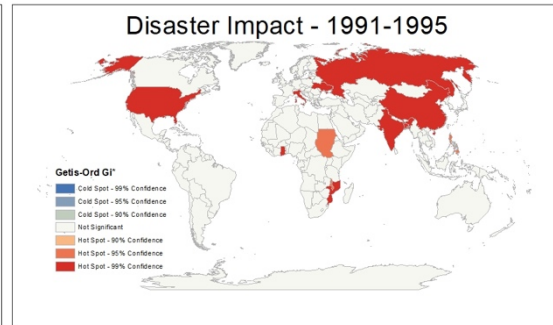 Disaster Impact - 1991-1995
Getis-Ord Gi*
Cold Spot - 99% Confidence
Cold Spot - 95% Confidence
Cold Spot - 90% Confidence
Not Significant
Hot Spot - 90% Confidence
Hot Spot - 95% Confidence
Hot Spot - 99% Confidence